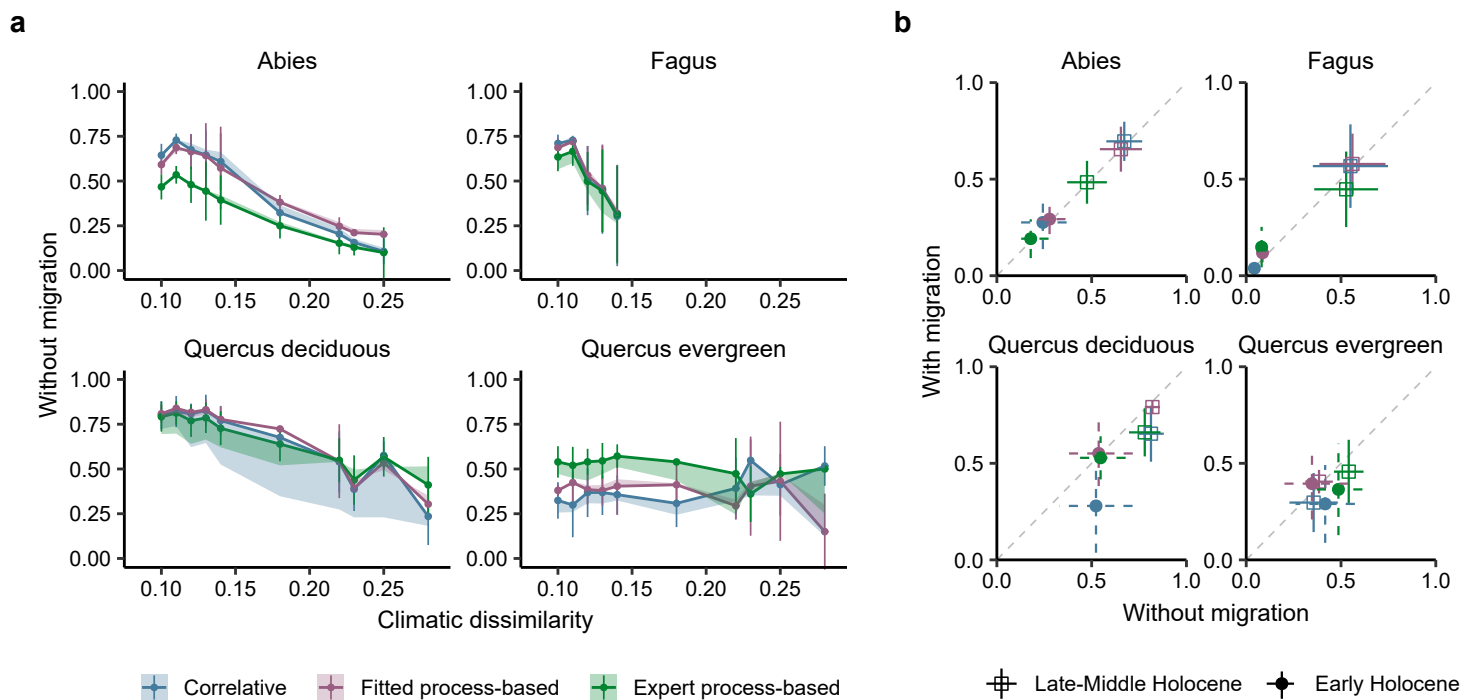 a
Abies
Fagus
Without migration
1.00
0.75
0.50
0.25
0.00
0.10 0.15 0.20 0.25
1.00
0.75
0.50
0.25
0.00
0.10 0.15 0.20 0.25
Quercus deciduous
Quercus evergreen
1.00
0.75
0.50
0.25
0.00
0.10 0.15 0.20 0.25
1.00
0.75
0.50
0.25
0.00
0.10 0.15 0.20 0.25
Climatic dissimilarity
Correlative
Fitted process-based
Expert process-based
b
Abies
Fagus
With migration
1.0
0.5
0.0
0.0 0.5 1.0
1.0
0.5
0.0
0.0 0.5 1.0
Quercus deciduous
Quercus evergreen
1.0
0.5
0.0
0.0 0.5 1.0
1.0
0.5
0.0
0.0 0.5 1.0
Without migration
Late-Middle Holocene
Early Holocene